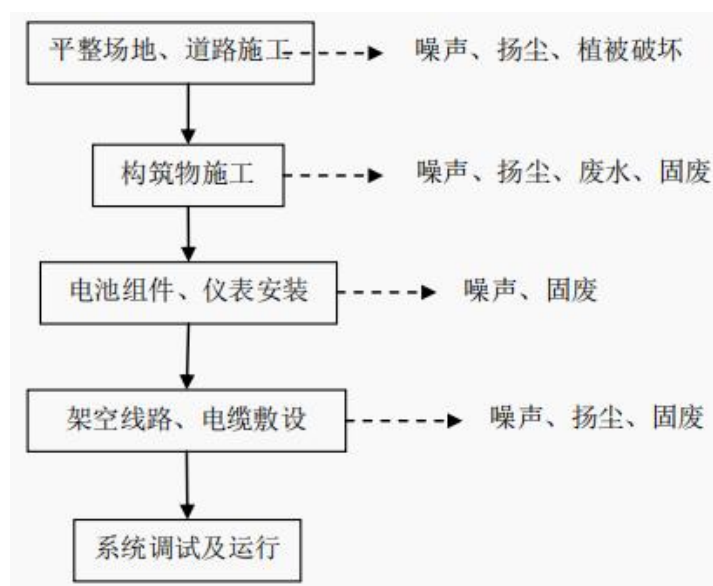 平整场地、道路施工
噪声、扬尘、植被破坏
构筑物施工
噪声、扬尘、废水、固废
电池组件、仪表安装
噪声、固废
架空线路、电缆敷设
噪声、扬尘、固废
系统调试及运行